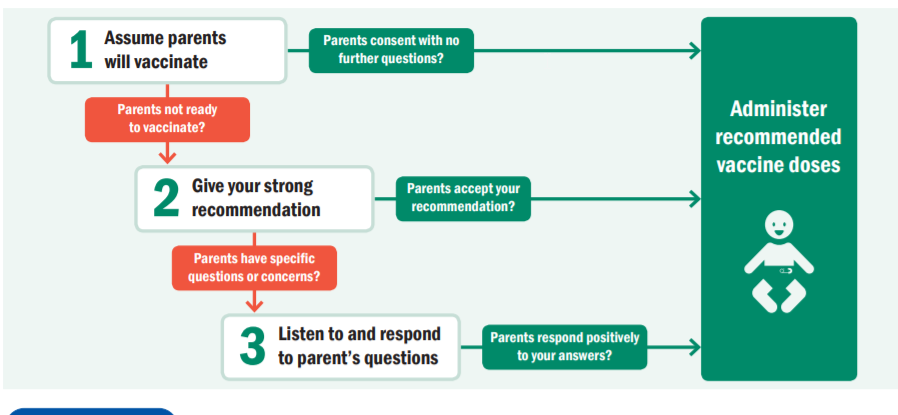 1
Assume parents
will vaccinate
Parents consent with no
further questions?
Parents not ready
to vaccinate?
2
Give your strong
recommendation
Parents accept your
recommendation?
Parents have specific
questions or concerns?
3
Listen to and respond
to parent's questions
Parents respond positively
to your answers?
Administer
recommended
vaccine doses